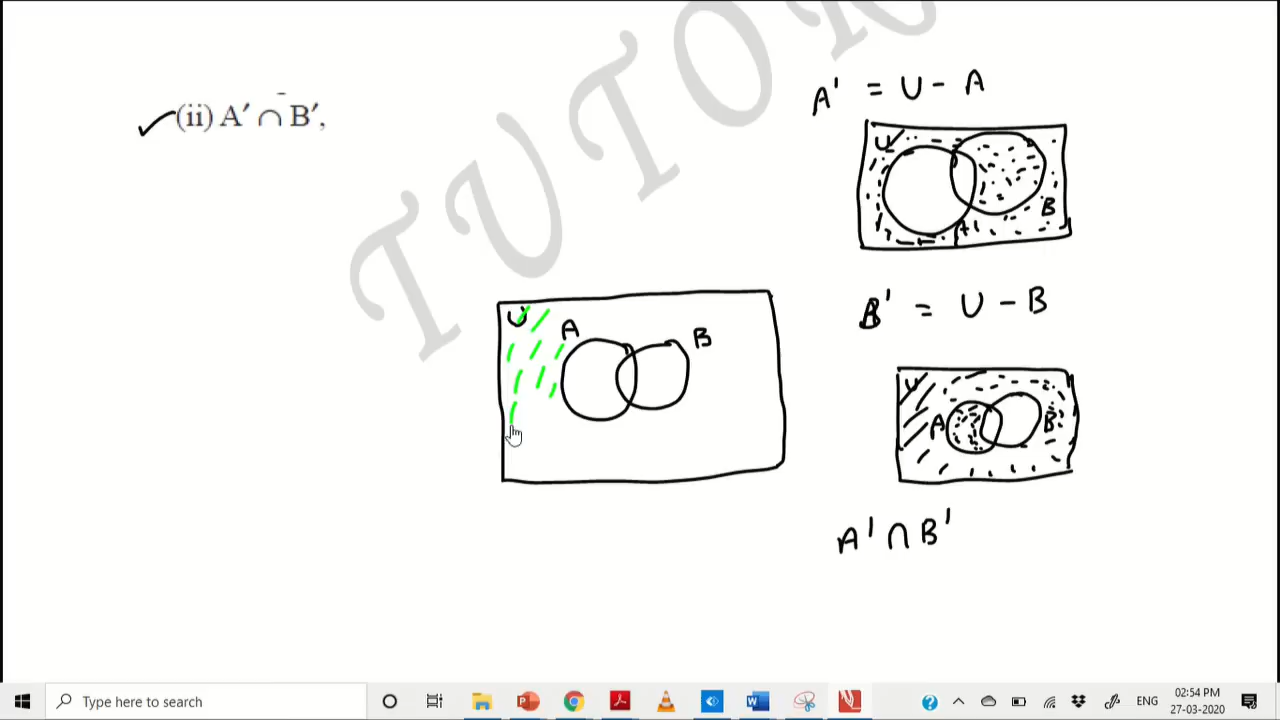 TUTOR
(ii) A′ ∩ B′,
A' = U - A
U
B
B' = U - B
U
A
B
U
A
B
A' ∩ B'
Type here to search
ENG
02:54 PM
27-03-2020